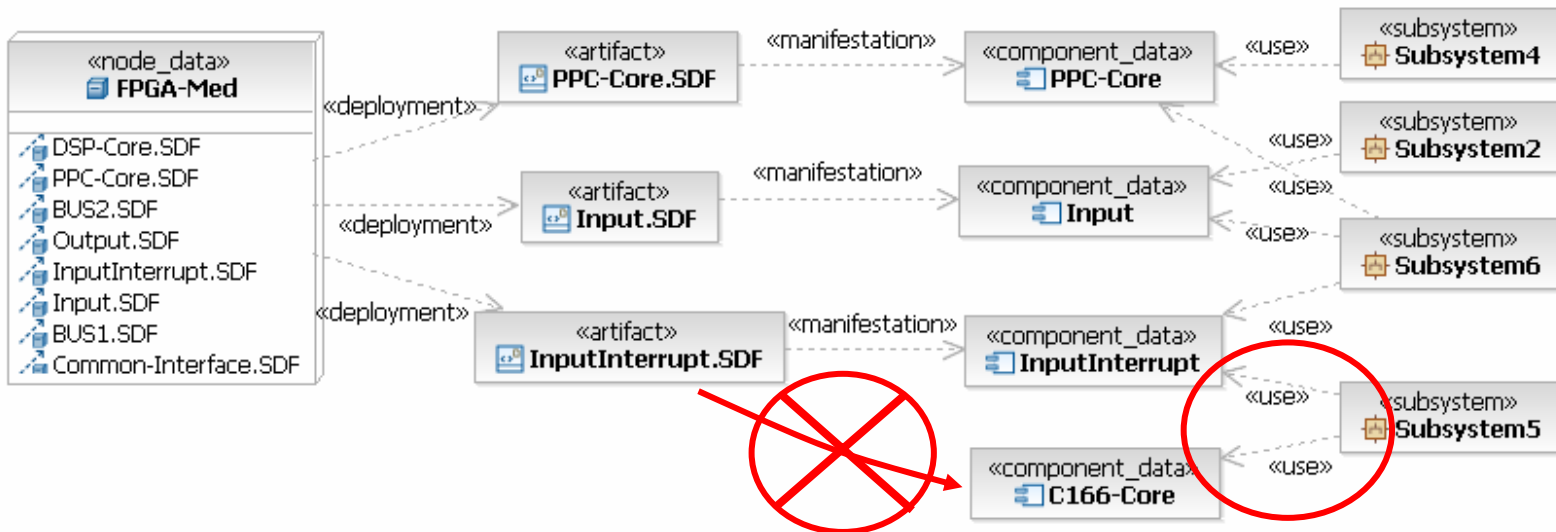 «node_data»
FPGA-Med
DSP-Core.SDF
PPC-Core.SDF
BUS2.SDF
Output.SDF
InputInterrupt.SDF
Input.SDF
BUS1.SDF
Common-Interface.SDF
«deployment»
«deployment»
«deployment»
«artifact»
PPC-Core.SDF
«artifact»
Input.SDF
«artifact»
InputInterrupt.SDF
«manifestation»
«manifestation»
«manifestation»
«component_data»
PPC-Core
«component_data»
Input
«component_data»
InputInterrupt
«component_data»
C166-Core
«use»
«use»
«use»
«use»
«use»
«use»
«use»
«subsystem»
Subsystem4
«subsystem»
Subsystem2
«subsystem»
Subsystem6
«subsystem»
Subsystem5